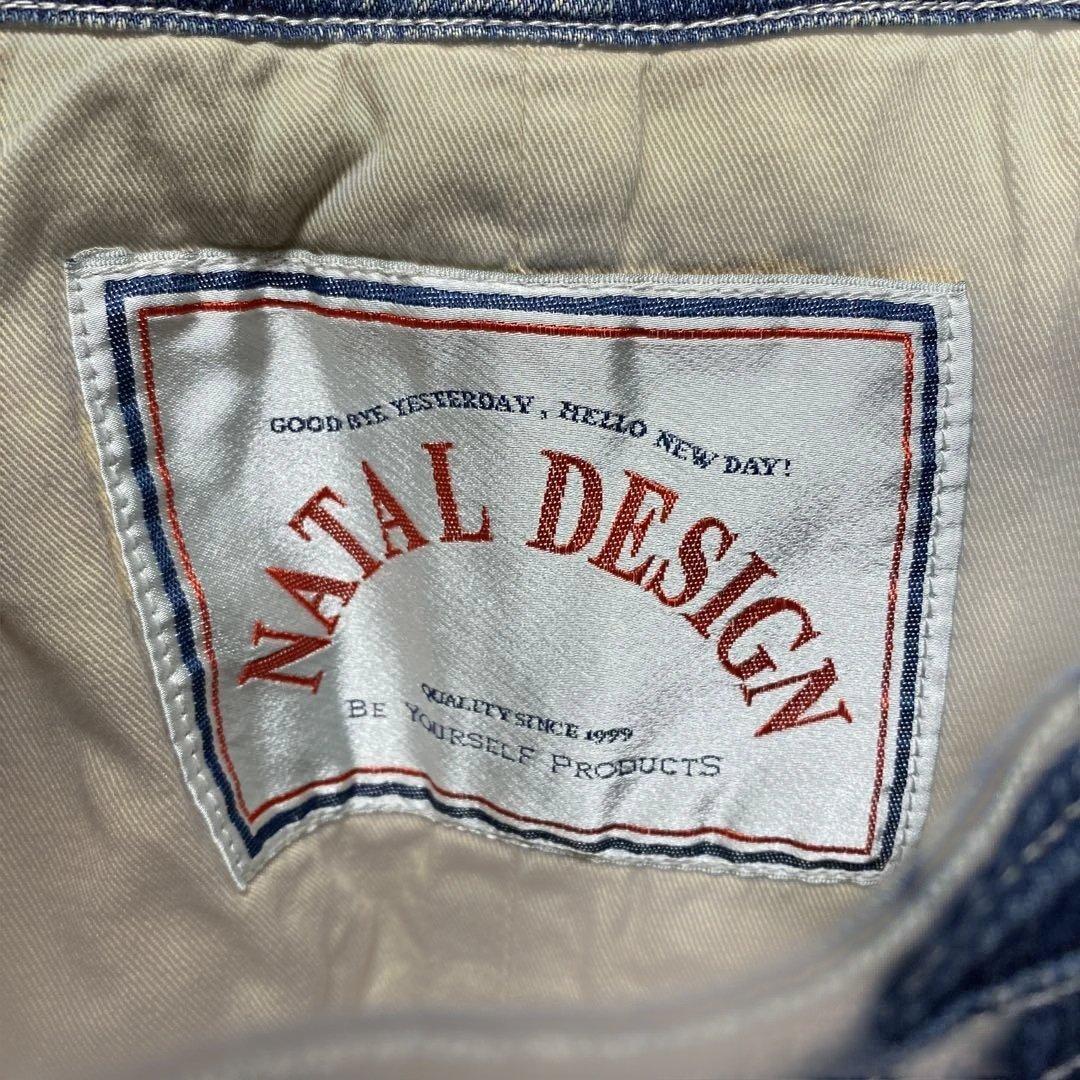 GOOD BYE YESTERDAY, HELLO NEW DAY!
NATAL DESIGN
QUALITY SINCE 1999
BE YOURSELF PRODUCTS